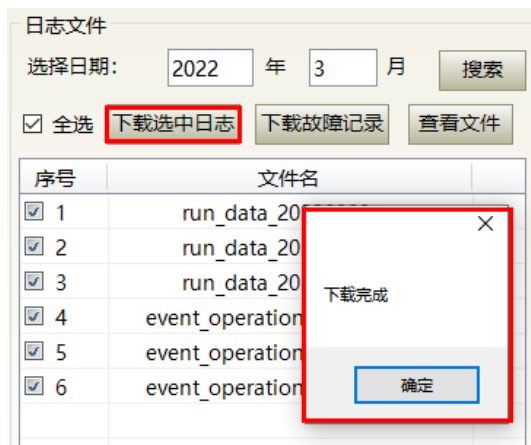 日志文件
选择日期： 2022 年 3 月 搜索
全选 下载选中日志 下载故障记录 查看文件
序号 文件名
1 run_data_20
2 run_data_20
3 run_data_20
下载完成
4 event_operation
5 event_operation
确定
6 event_operation